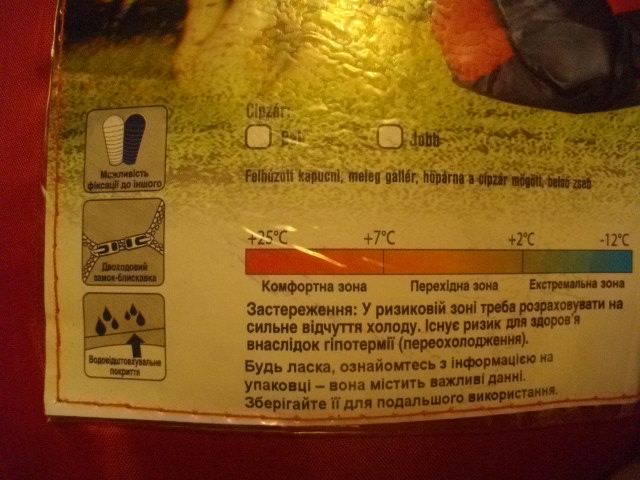 Cipzár:
Bal Jobb
Felhúzott kapucni, meleg gallér, hőpárna a cipzár mögött, belső zseb
Можливість
фіксації до іншого
Двоходовий
замок-блискавка
Водовідштовхувальне
покриття
+25°C +7°C +2°C -12°C
Комфортна зона Перехідна зона Екстремальна зона
Застереження: У ризиковій зоні треба розраховувати на
сильне відчуття холоду. Існує ризик для здоров'я
внаслідок гіпотермії (переохолодження).
Будь ласка, ознайомтесь з інформацією на
упаковці – вона містить важливі данні.
Зберігайте її для подальшого використання.